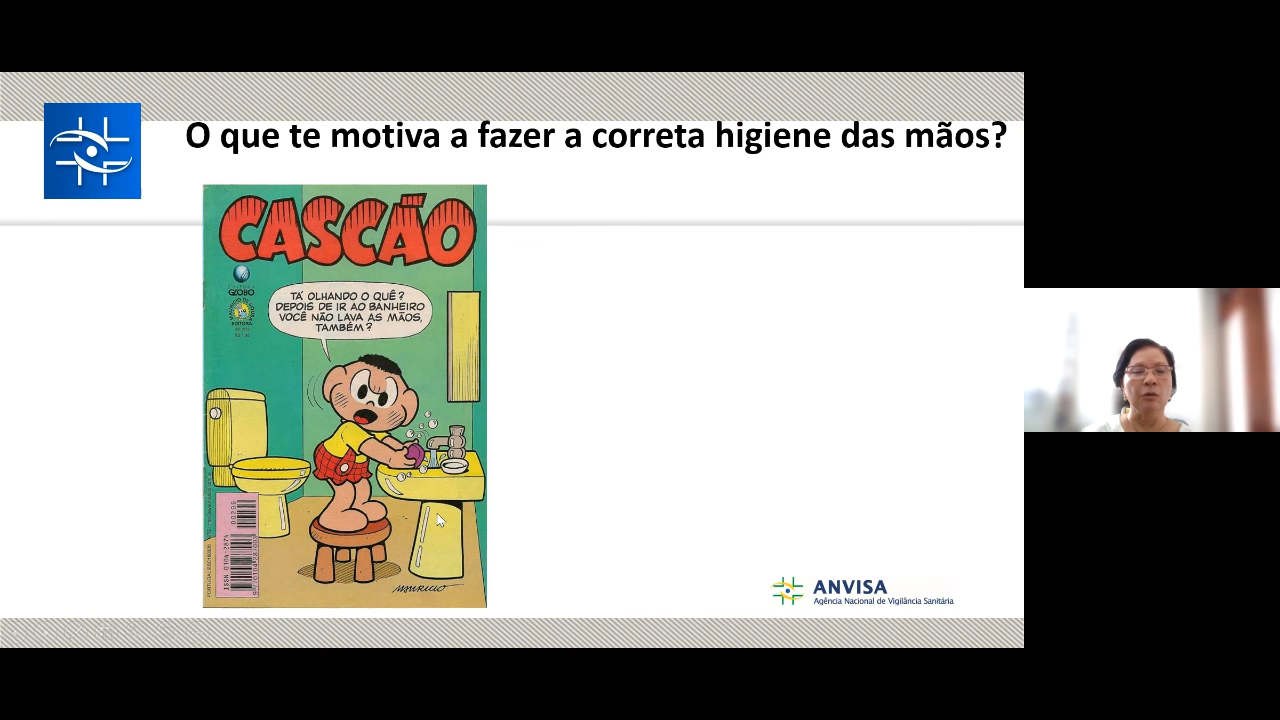 O que te motiva a fazer a correta higiene das mãos?
CASCÃO
GLOBO
TÁ OLHANDO O QUÊ?
DEPOIS DE IR AO BANHEIRO
VOCÊ NÃO LAVA AS MÃOS,
TAMBÉM?
MAURICIO
ANVISA
Agência Nacional de Vigilância Sanitária